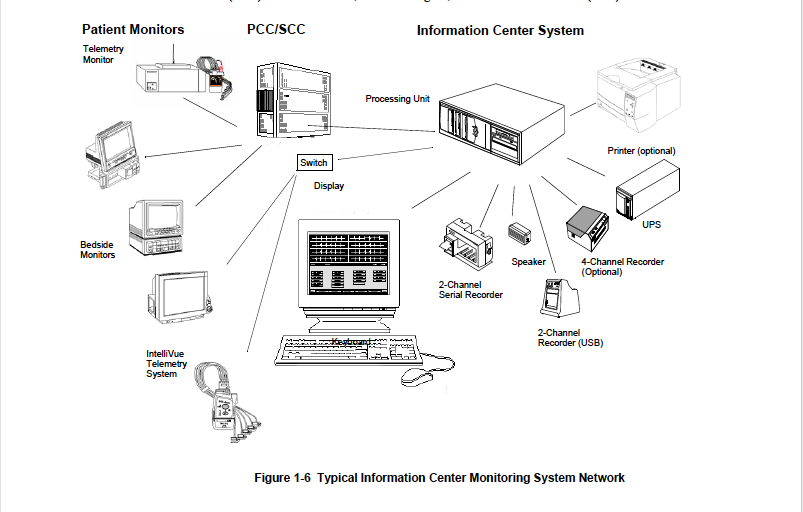 Patient Monitors
PCC/SCC
Information Center System
Telemetry
Monitor
Processing Unit
Printer (optional)
Switch
Display
UPS
Bedside
Monitors
Speaker
4-Channel Recorder
(Optional)
2-Channel
Serial Recorder
2-Channel
Recorder (USB)
Keyboard
IntelliVue
Telemetry
System
Figure 1-6 Typical Information Center Monitoring System Network